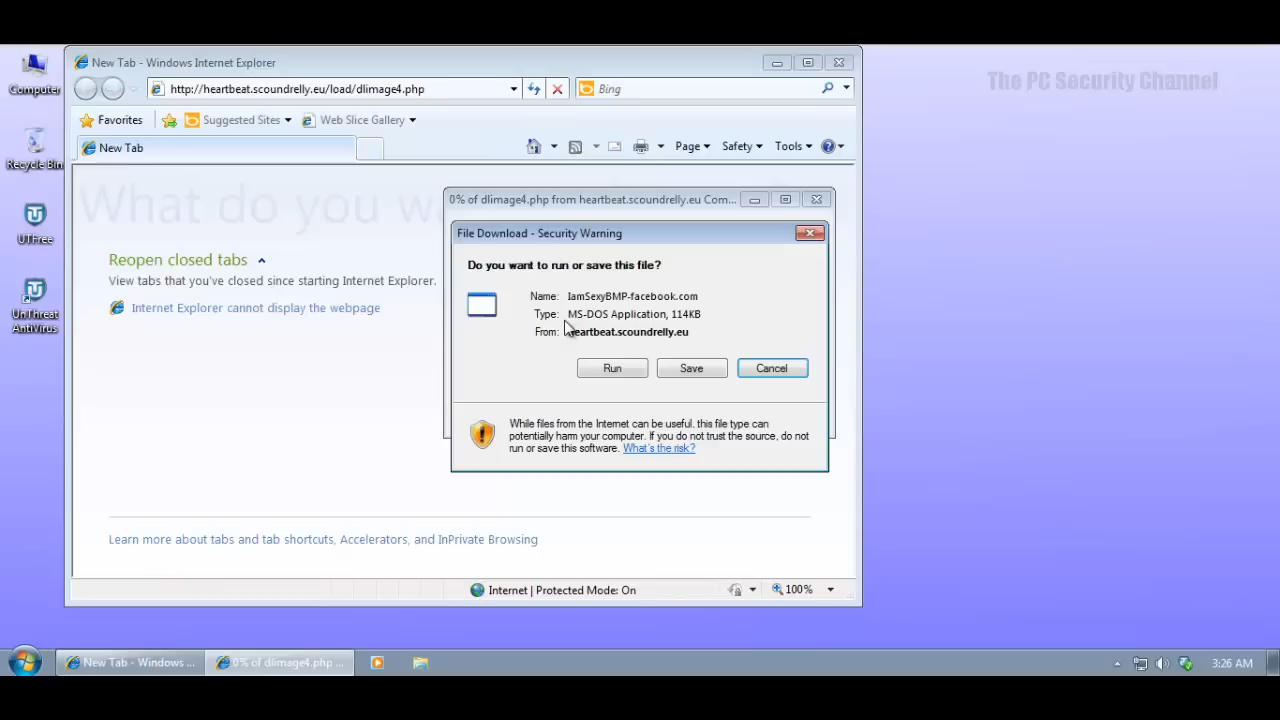 The PC Security Channel
Computer
Recycle Bin
UTFree
UnThreat
AntiVirus
New Tab - Windows Internet Explorer
http://heartbeat.scoundrelly.eu/load/dlimage4.php
Bing
Favorites
Suggested Sites
Web Slice Gallery
New Tab
Page
Safety
Tools
What do you wa
Reopen closed tabs
View tabs that you've closed since starting Internet Explorer.
Internet Explorer cannot display the webpage
0% of dlimage4.php from heartbeat.scoundrelly.eu Com...
File Download - Security Warning
Do you want to run or save this file?
Name: IamSexyBMP-facebook.com
Type: MS-DOS Application, 114KB
From: heartbeat.scoundrelly.eu
Run
Save
Cancel
While files from the Internet can be useful, this file type can
potentially harm your computer. If you do not trust the source, do not
run or save this software. What's the risk?
Learn more about tabs and tab shortcuts, Accelerators, and InPrivate Browsing
Internet | Protected Mode: On
100%
New Tab - Windows ...
0% of dlimage4.php ...
3:26 AM